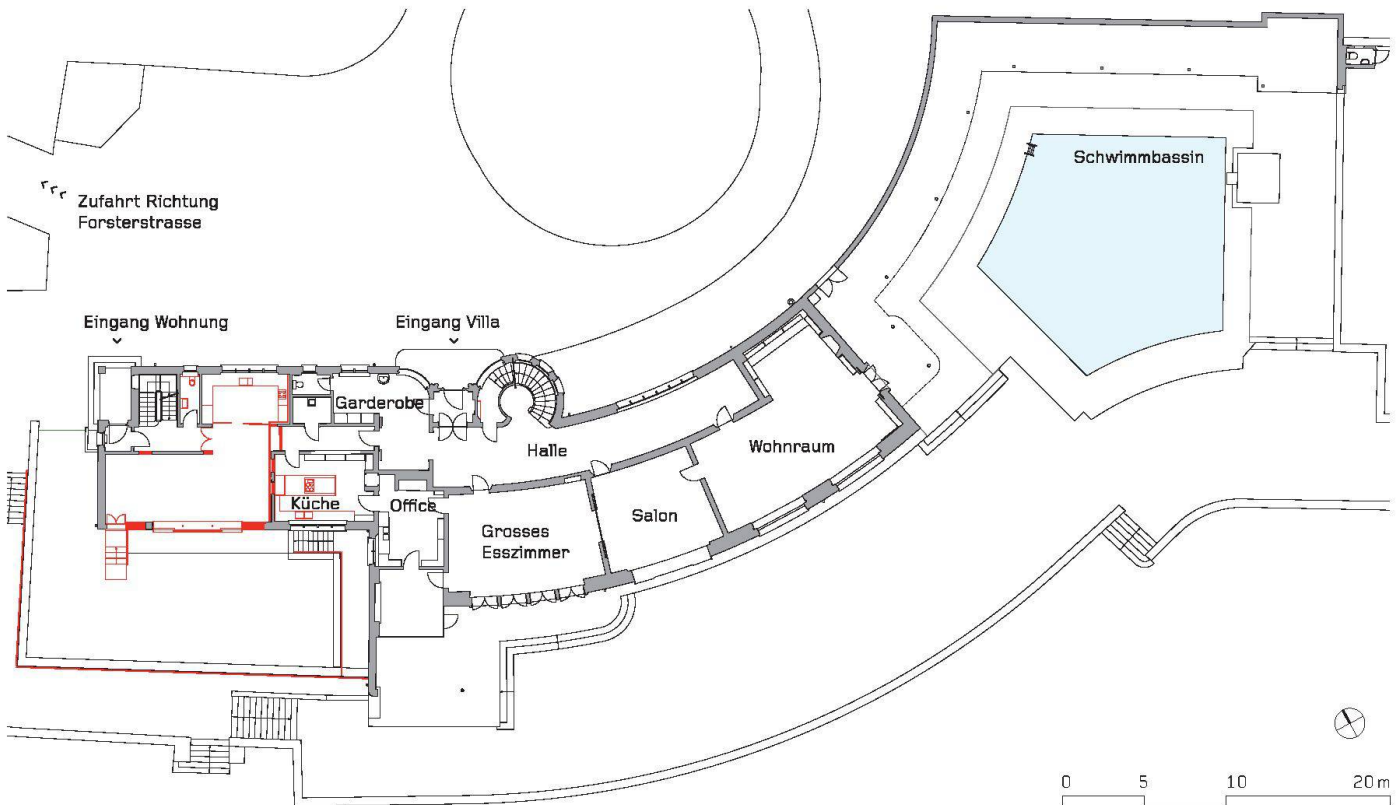 Schwimmbassin
Zufahrt Richtung
Forsterstrasse
Eingang Wohnung
Eingang Villa
Garderobe
Halle
Wohnraum
Küche
Office
Salon
Grosses
Esszimmer
0 5 10 20 m